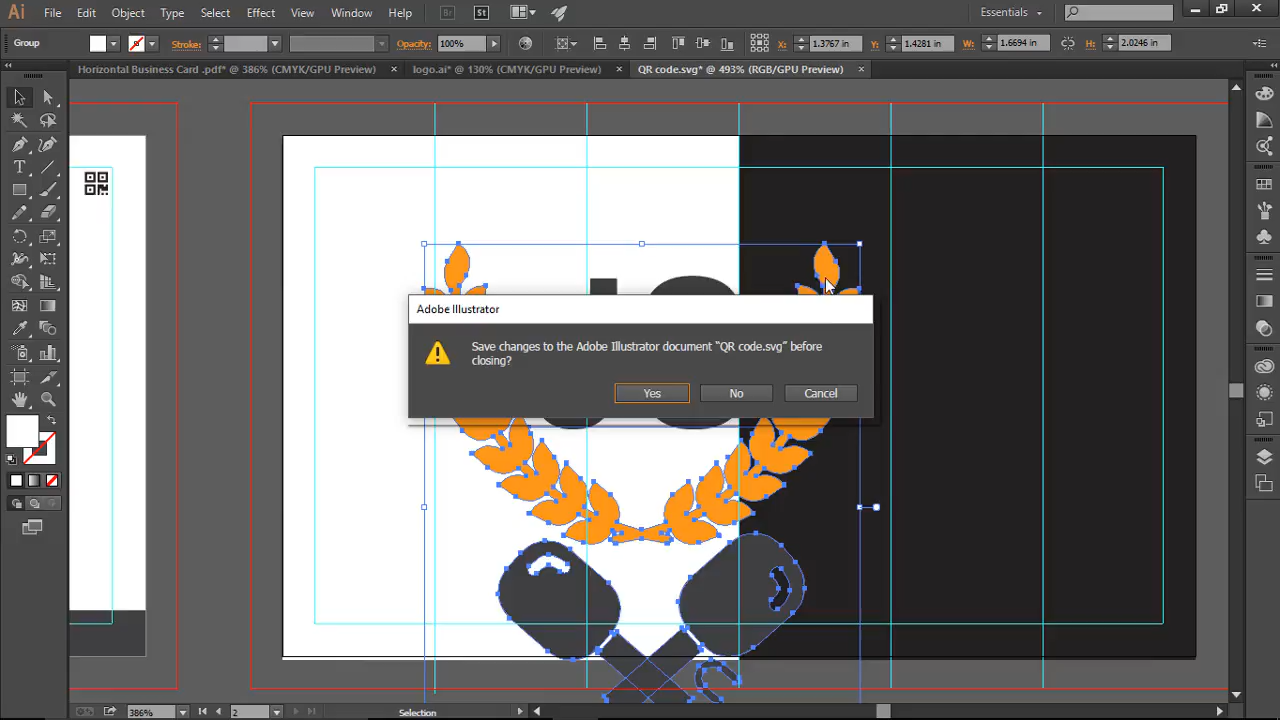 Ai File Edit Object Type Select Effect View Window Help Br St Essentials
Group Stroke: Opacity: 100% X: 1.3767 in Y: 1.4281 in W: 1.6694 in H: 2.0246 in
Horizontal Business Card .pdf* @ 386% (CMYK/GPU Preview) × logo.ai* @ 130% (CMYK/GPU Preview) × QR code.svg* @ 493% (RGB/GPU Preview) ×
Adobe Illustrator
Save changes to the Adobe Illustrator document “QR code.svg” before
closing?
Yes No Cancel
386% 2 Selection